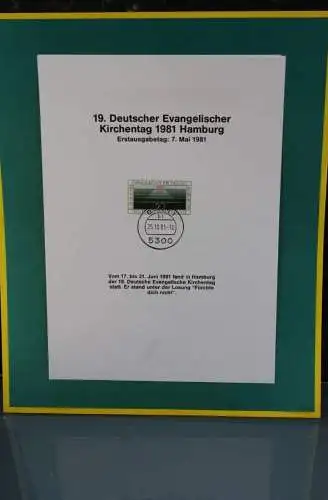 19. Deutscher Evangelischer
Kirchentag 1981 Hamburg
Erstausgabetag: 7. Mai 1981
5300
Vom 17. bis 21. Juni 1981 fand in Hamburg
der 19. Deutsche Evangelische Kirchentag
statt. Er stand unter der Losung "Fürchte
dich nicht".